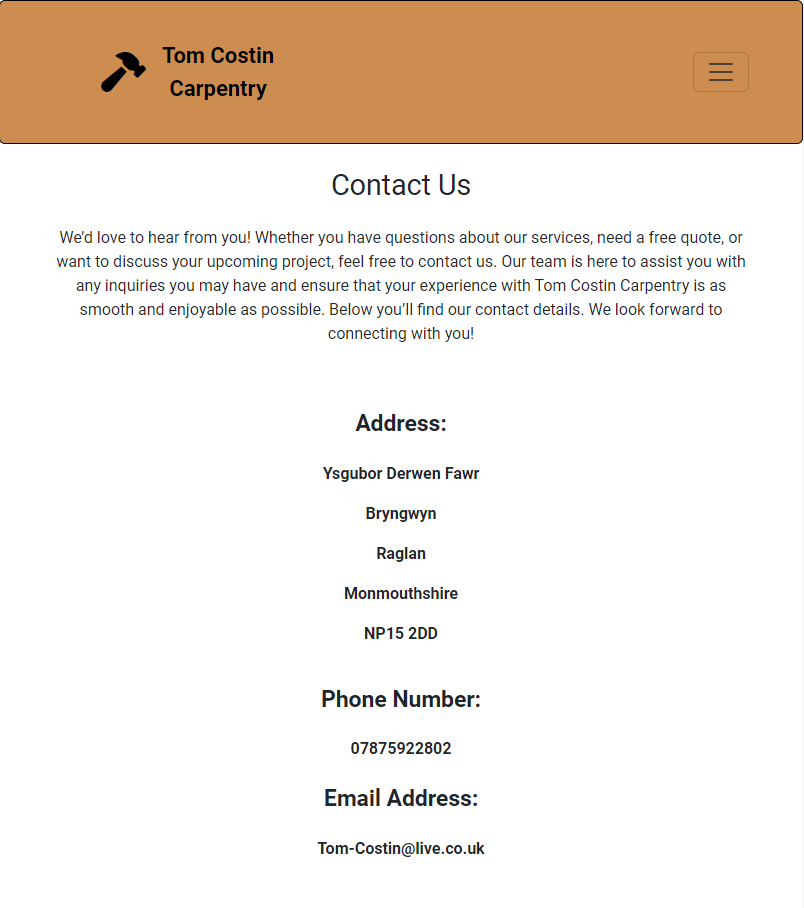 Tom Costin
Carpentry
Contact Us
We’d love to hear from you! Whether you have questions about our services, need a free quote, or
want to discuss your upcoming project, feel free to contact us. Our team is here to assist you with
any inquiries you may have and ensure that your experience with Tom Costin Carpentry is as
smooth and enjoyable as possible. Below you’ll find our contact details. We look forward to
connecting with you!
Address:
Ysgubor Derwen Fawr
Bryngwyn
Raglan
Monmouthshire
NP15 2DD
Phone Number:
07875922802
Email Address:
Tom-Costin@live.co.uk